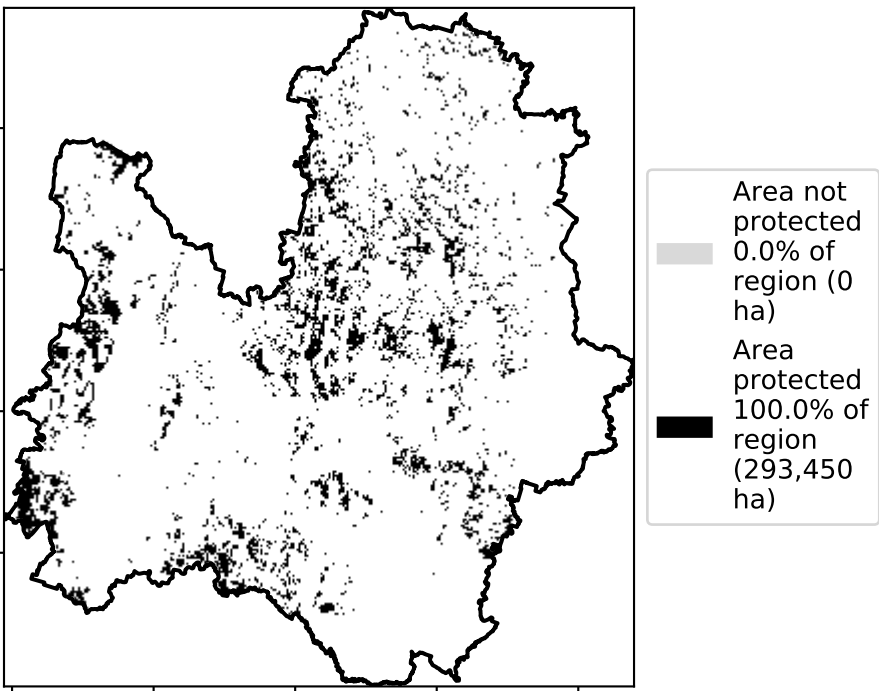 Area not
protected
0.0% of
region (0
ha)
Area
protected
100.0% of
region
(293,450
ha)